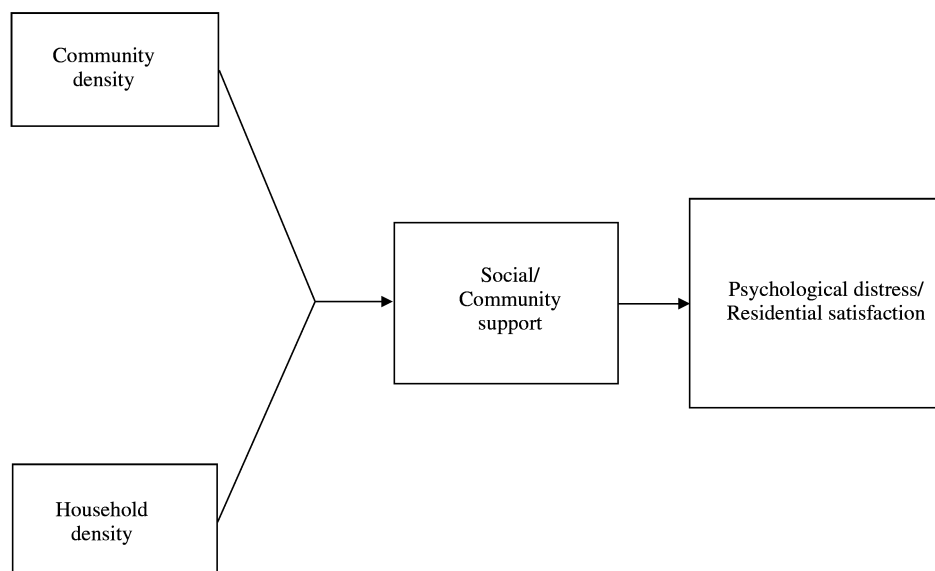 Community
density
Social/
Community
support
Psychological distress/
Residential satisfaction
Household
density